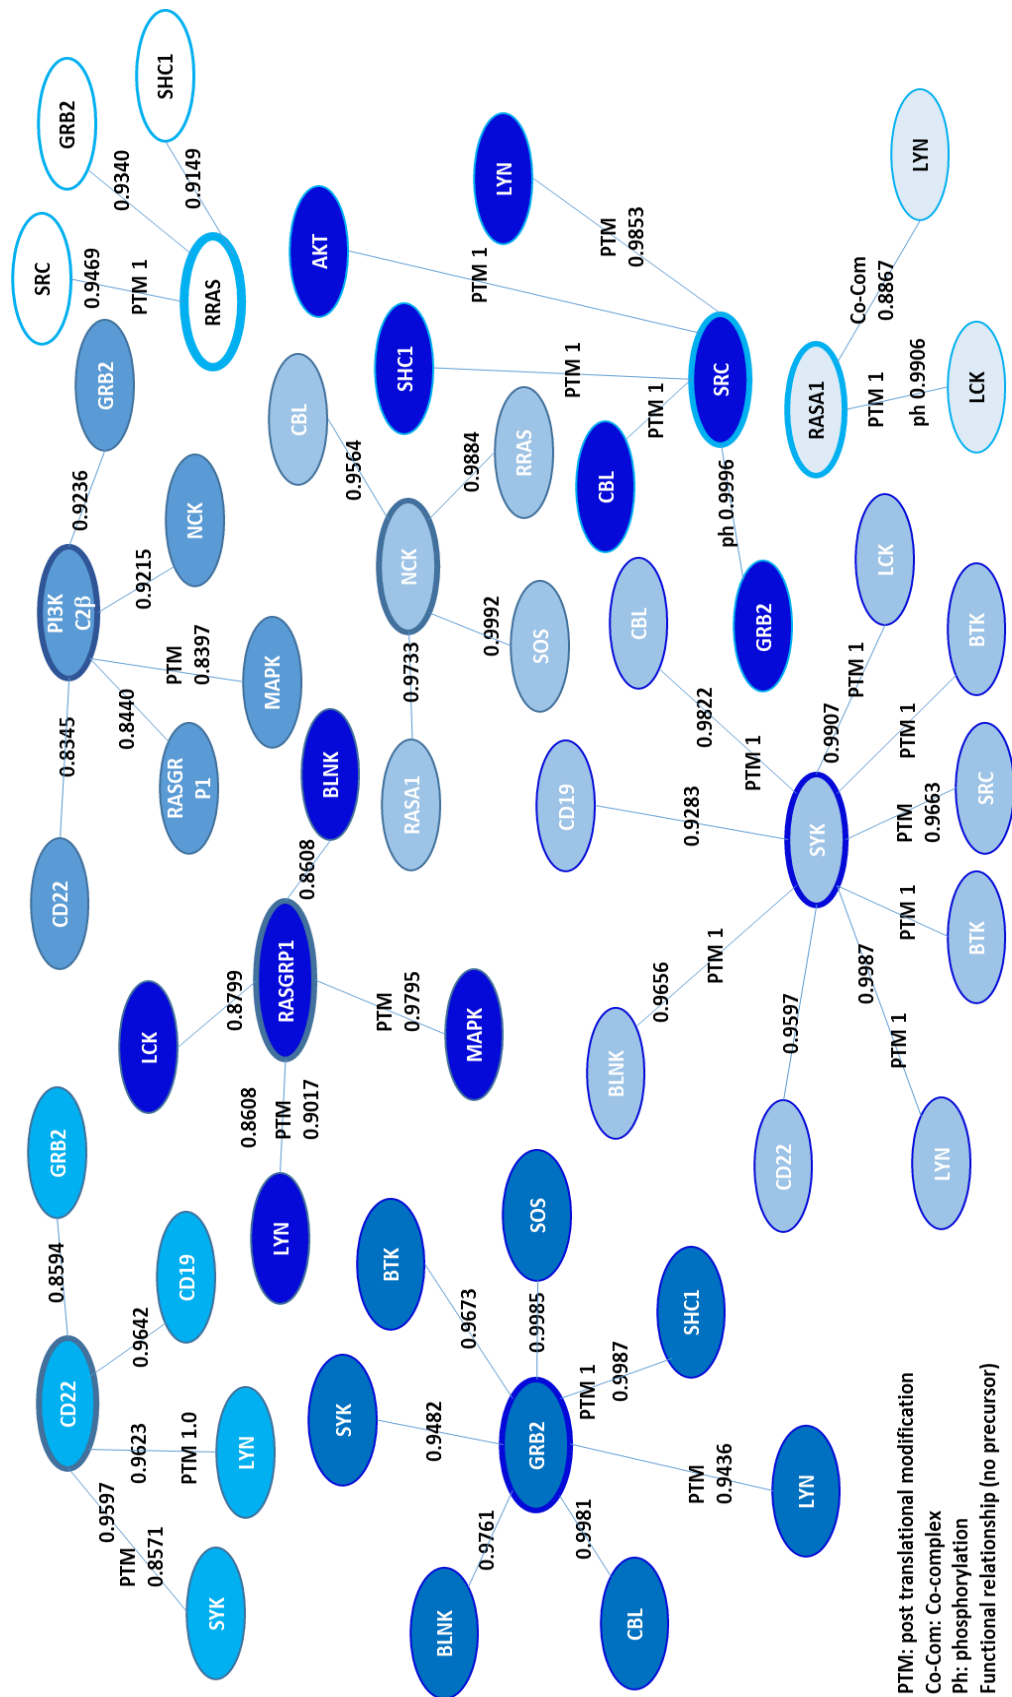 CD22
GRB2
0.8594
CD19
0.9642
LYN
0.9623
PTM 1.0
SYK
0.9597
PTM
0.8571
PI3K
C2β
CD22
0.8345
RASGR
P1
0.8440
MAPK
PTM
0.8397
NCK
0.9215
GRB2
0.9236
RRAS
SRC
0.9469
PTM 1
GRB2
0.9340
SHC1
0.9149
RASGRP1
LCK
0.8799
BLNK
0.8608
LYN
0.8608
PTM
0.9017
MAPK
PTM
0.9795
NCK
CBL
0.9564
RRAS
0.9884
SOS
0.9992
RASA1
0.9733
GRB2
SYK
0.9482
BTK
0.9673
SOS
0.9985
SHC1
PTM 1
0.9987
LYN
PTM
0.9436
CBL
0.9981
BLNK
0.9761
SRC
AKT
PTM 1
LYN
PTM
0.9853
SHC1
PTM 1
CBL
PTM 1
GRB2
ph 0.9996
SYK
CD19
0.9283
CBL
0.9822
PTM 1
LCK
0.9907
PTM 1
BTK
PTM 1
SRC
PTM
0.9663
BTK
PTM 1
LYN
0.9987
PTM 1
CD22
0.9597
BLNK
0.9656
PTM 1
RASA1
LYN
Co-Com
0.8867
LCK
PTM 1
ph 0.9906
PTM: post translational modification
Co-Com: Co-complex
Ph: phosphorylation
Functional relationship (no precursor)